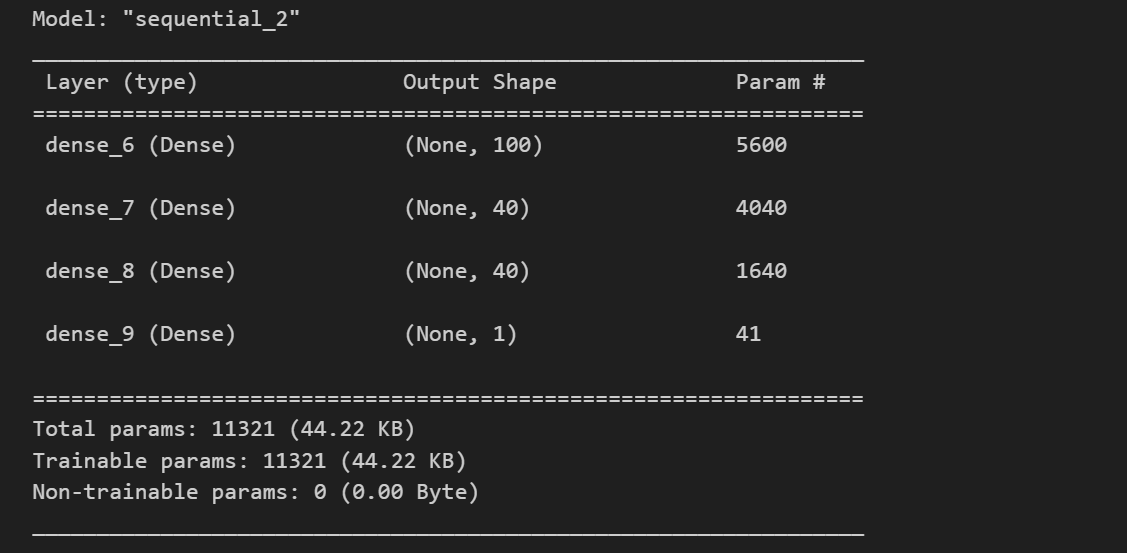 Model: "sequential_2"
_________________________________________________________________
Layer (type) Output Shape Param #
=================================================================
dense_6 (Dense) (None, 100) 5600
dense_7 (Dense) (None, 40) 4040
dense_8 (Dense) (None, 40) 1640
dense_9 (Dense) (None, 1) 41
=================================================================
Total params: 11321 (44.22 KB)
Trainable params: 11321 (44.22 KB)
Non-trainable params: 0 (0.00 Byte)
_________________________________________________________________